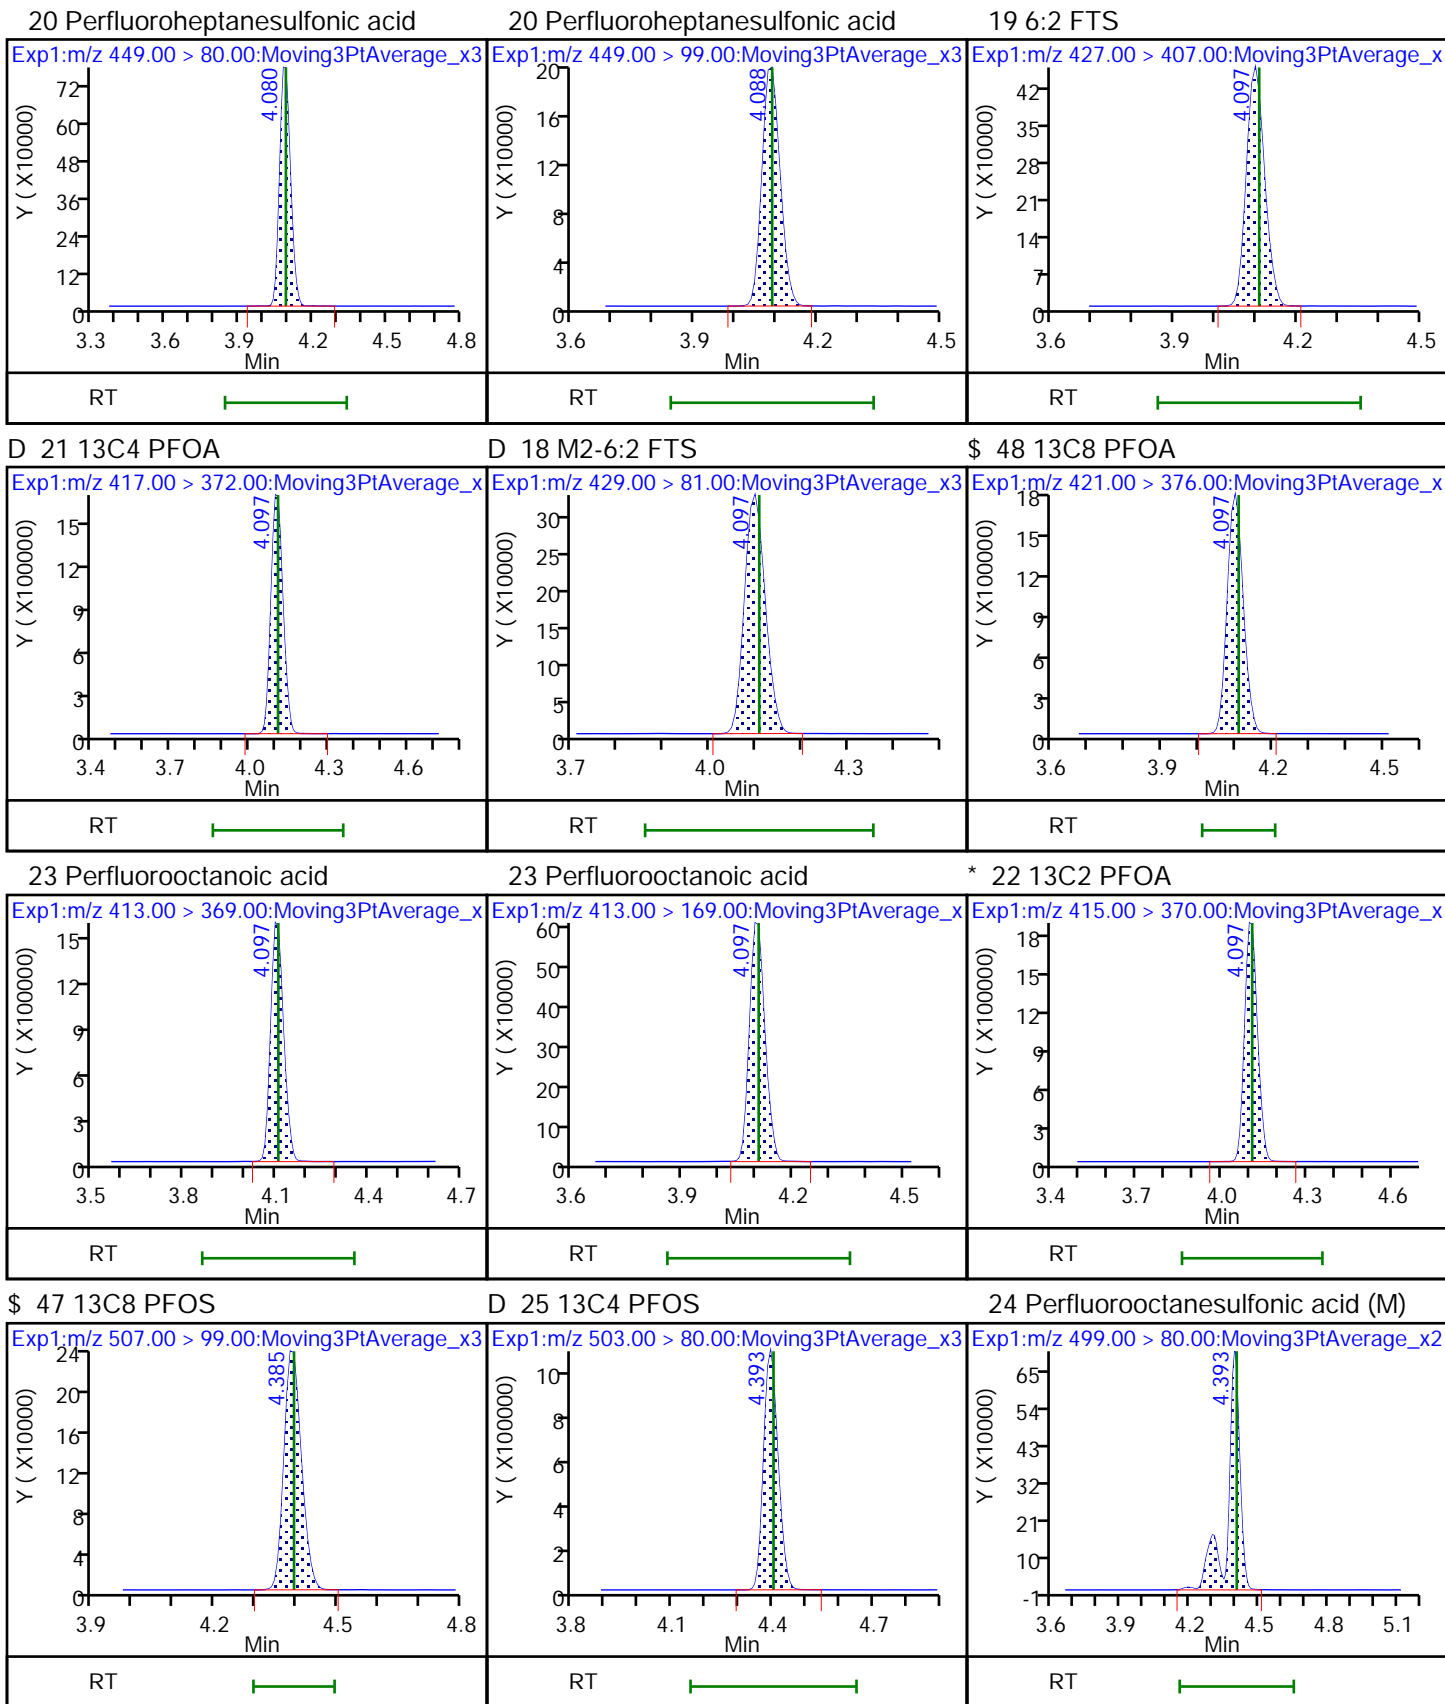 20 Perfluoroheptanesulfonic acid
Exp1:m/z 449.00 > 80.00:Moving3PtAverage_x3
Y ( X10000)
72
60
48
36
24
12
0
4.080
3.3 3.6 3.9 4.2 4.5 4.8
Min
RT
20 Perfluoroheptanesulfonic acid
Exp1:m/z 449.00 > 99.00:Moving3PtAverage_x3
Y ( X10000)
20
16
12
8
4
0
4.088
3.6 3.9 4.2 4.5
Min
RT
19 6:2 FTS
Exp1:m/z 427.00 > 407.00:Moving3PtAverage_x
Y ( X10000)
42
35
28
21
14
7
0
4.097
3.6 3.9 4.2 4.5
Min
RT
D 21 13C4 PFOA
Exp1:m/z 417.00 > 372.00:Moving3PtAverage_x
Y ( X100000)
15
12
9
6
3
0
4.097
3.4 3.7 4.0 4.3 4.6
Min
RT
D 18 M2-6:2 FTS
Exp1:m/z 429.00 > 81.00:Moving3PtAverage_x3
Y ( X10000)
30
25
20
15
10
5
0
4.097
3.7 4.0 4.3
Min
RT
$ 48 13C8 PFOA
Exp1:m/z 421.00 > 376.00:Moving3PtAverage_x
Y ( X100000)
18
15
12
9
6
3
0
4.097
3.6 3.9 4.2 4.5
Min
RT
23 Perfluorooctanoic acid
Exp1:m/z 413.00 > 369.00:Moving3PtAverage_x
Y ( X100000)
15
12
9
6
3
0
4.097
3.5 3.8 4.1 4.4 4.7
Min
RT
23 Perfluorooctanoic acid
Exp1:m/z 413.00 > 169.00:Moving3PtAverage_x
Y ( X10000)
60
50
40
30
20
10
0
4.097
3.6 3.9 4.2 4.5
Min
RT
* 22 13C2 PFOA
Exp1:m/z 415.00 > 370.00:Moving3PtAverage_x
Y ( X100000)
18
15
12
9
6
3
0
4.097
3.4 3.7 4.0 4.3 4.6
Min
RT
$ 47 13C8 PFOS
Exp1:m/z 507.00 > 99.00:Moving3PtAverage_x3
Y ( X10000)
24
20
16
12
8
4
0
4.385
3.9 4.2 4.5 4.8
Min
RT
D 25 13C4 PFOS
Exp1:m/z 503.00 > 80.00:Moving3PtAverage_x3
Y ( X100000)
10
8
6
4
2
0
4.393
3.8 4.1 4.4 4.7
Min
RT
24 Perfluorooctanesulfonic acid (M)
Exp1:m/z 499.00 > 80.00:Moving3PtAverage_x2
Y ( X10000)
65
54
43
32
21
10
-1
4.393
3.6 3.9 4.2 4.5 4.8 5.1
Min
RT